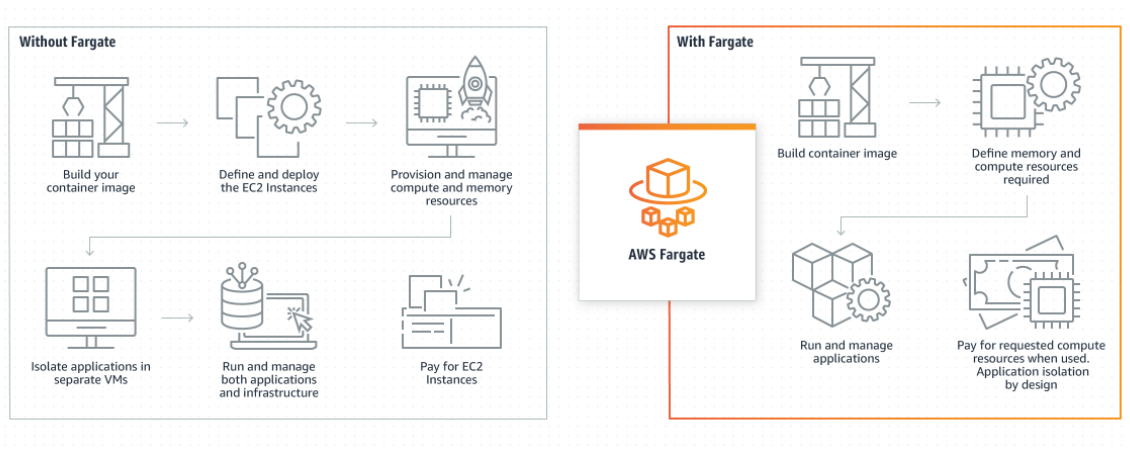 Without Fargate
Build your
container image
Define and deploy
the EC2 Instances
Provision and manage
compute and memory
resources
Isolate applications in
separate VMs
Run and manage
both applications
and infrastructure
Pay for EC2
Instances
AWS Fargate
With Fargate
Build container image
Define memory and
compute resources
required
Run and manage
applications
Pay for requested compute
resources when used.
Application isolation
by design